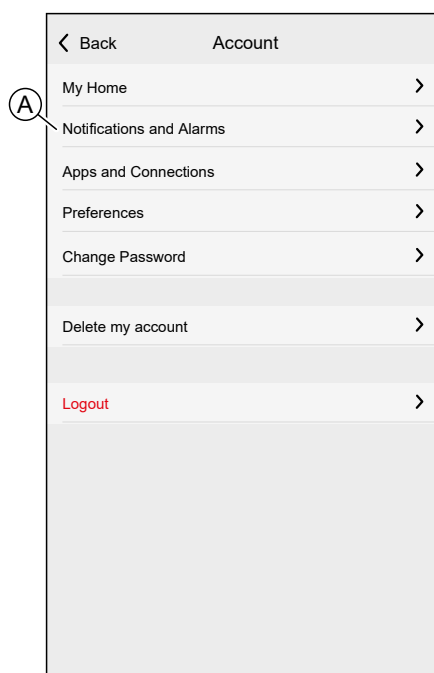 Back Account
My Home
A
Notifications and Alarms
Apps and Connections
Preferences
Change Password
Delete my account
Logout